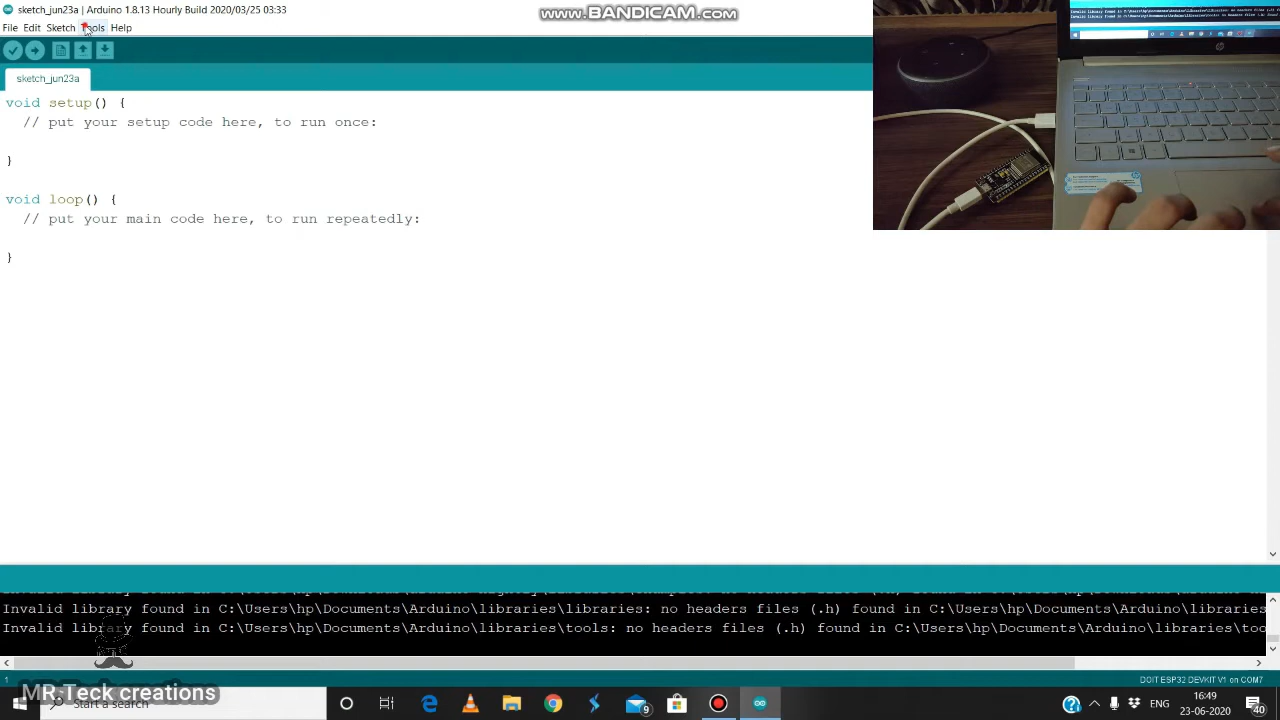 sketch_jun23a | Arduino 1.8.13 Hourly Build 2020/03/25 03:33
www.BANDICAM.com
File Edit Sketch Tools Help
sketch_jun23a
void setup() {
// put your setup code here, to run once:
}
void loop() {
// put your main code here, to run repeatedly:
}
Invalid library found in C:\Users\hp\Documents\Arduino\libraries\libraries: no headers files (.h) found in C:\Users\hp\Documents\Arduino\libraries
Invalid library found in C:\Users\hp\Documents\Arduino\libraries\tools: no headers files (.h) found in C:\Users\hp\Documents\Arduino\libraries\too
1
DOIT ESP32 DEVKIT V1 on COM7
MR.Teck creations
Start a search
9
ENG
16:49
23-06-2020
40